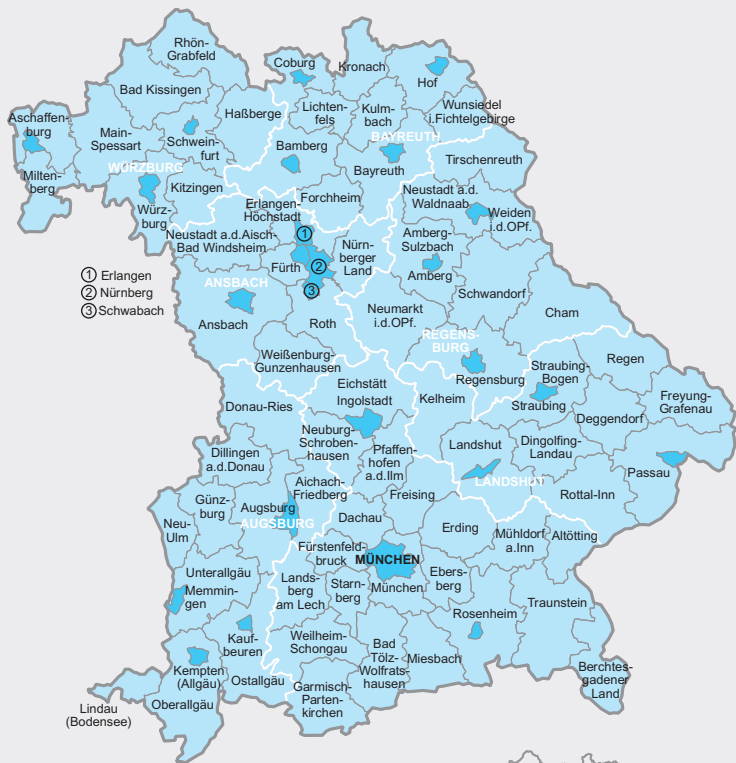 Rhön-
Grabfeld
Coburg
Kronach
Hof
Bad Kissingen
Haßberge
Lichten-
fels
Kulm-
bach
Wunsiedel
i.Fichtelgebirge
Aschaffen-
burg
Main-
Spessart
Schwein-
furt
Bamberg
BAYREUTH
Bayreuth
Tirschenreuth
WÜRZBURG
Milten-
berg
Kitzingen
Würz-
burg
Erlangen-
Höchstadt
Forchheim
Neustadt a.d.
Waldnaab
Weiden
i.d.OPf.
Neustadt a.d.Aisch-
Bad Windsheim
Nürn-
berger
Land
Amberg-
Sulzbach
Amberg
Fürth
1
2
3
① Erlangen
② Nürnberg
③ Schwabach
ANSBACH
Ansbach
Roth
Neumarkt
i.d.OPf.
Schwandorf
Cham
REGENS-
BURG
Regensburg
Weißenburg-
Gunzenhausen
Eichstätt
Ingolstadt
Kelheim
Straubing-
Bogen
Straubing
Regen
Deggendorf
Freyung-
Grafenau
Donau-Ries
Neuburg-
Schroben-
hausen
Pfaffen-
hofen
a.d.Ilm
Landshut
LANDSHUT
Dingolfing-
Landau
Passau
Rottal-Inn
Dillingen
a.d.Donau
Aichach-
Friedberg
Freising
Günz-
burg
Augsburg
AUGSBURG
Neu-
Ulm
Dachau
Erding
Mühldorf
a.Inn
Altötting
Fürstenfeld-
bruck
MÜNCHEN
München
Ebers-
berg
Unterallgäu
Memmin-
gen
Landsberg
am Lech
Starn-
berg
Rosenheim
Traunstein
Kauf-
beuren
Weilheim-
Schongau
Bad
Tölz-
Wolfrats-
hausen
Miesbach
Berchtes-
gadener
Land
Kempten
(Allgäu)
Ostallgäu
Garmisch-
Parten-
kirchen
Lindau
(Bodensee)
Oberallgäu